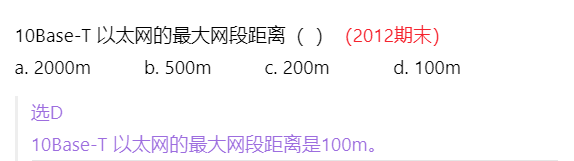 10Base-T 以太网的最大网段距离（ ）（2012期末）
a. 2000m b. 500m c. 200m d. 100m
选D
10Base-T 以太网的最大网段距离是100m。